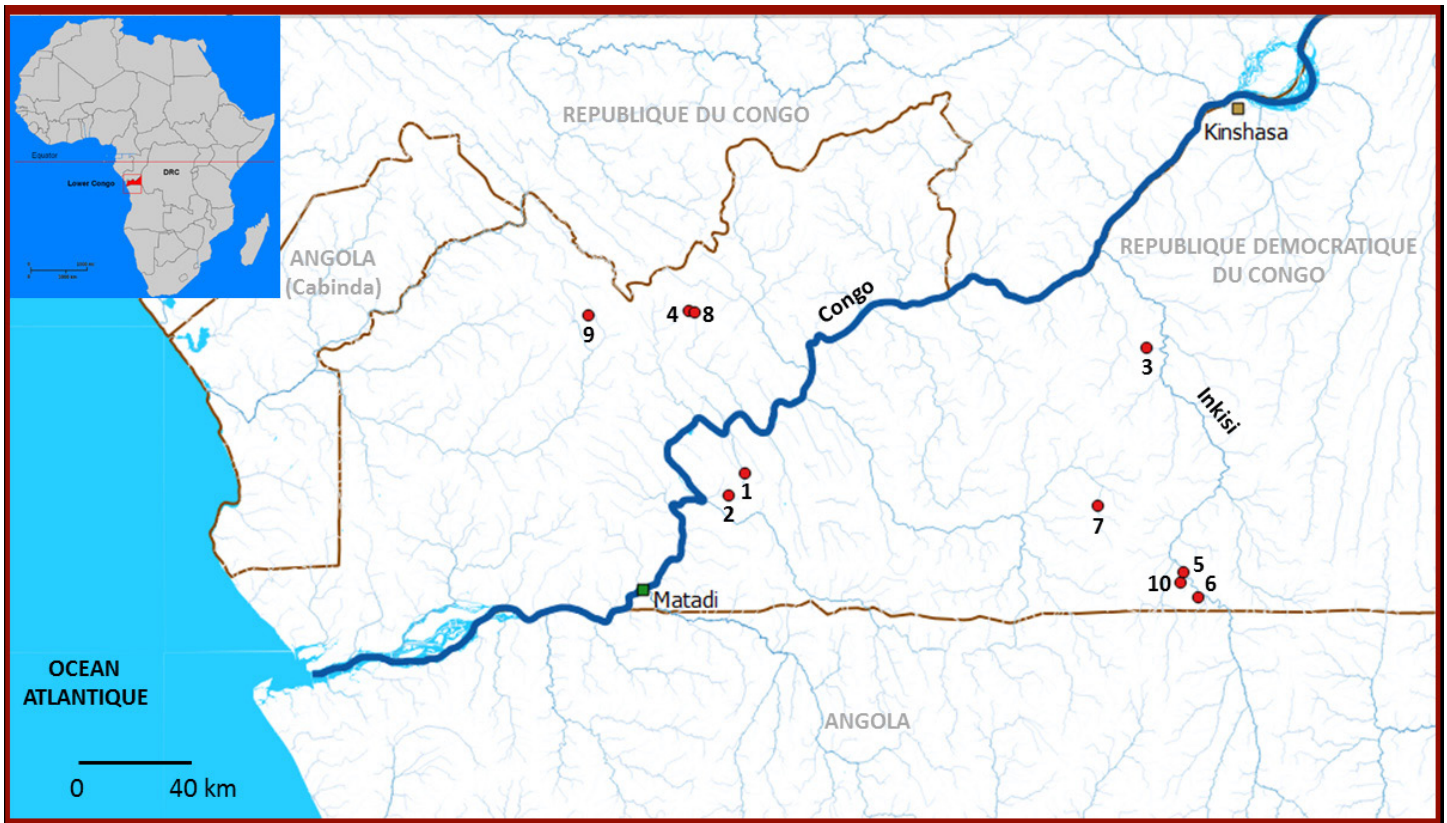 Equator
DRC
Lower Congo
REPUBLIQUE DU CONGO
Kinshasa
ANGOLA
(Cabinda)
REPUBLIQUE DEMOCRATIQUE
DU CONGO
Congo
4
8
9
3
Inkisi
1
2
7
5
10
6
Matadi
OCEAN
ATLANTIQUE
ANGOLA
0
40 km